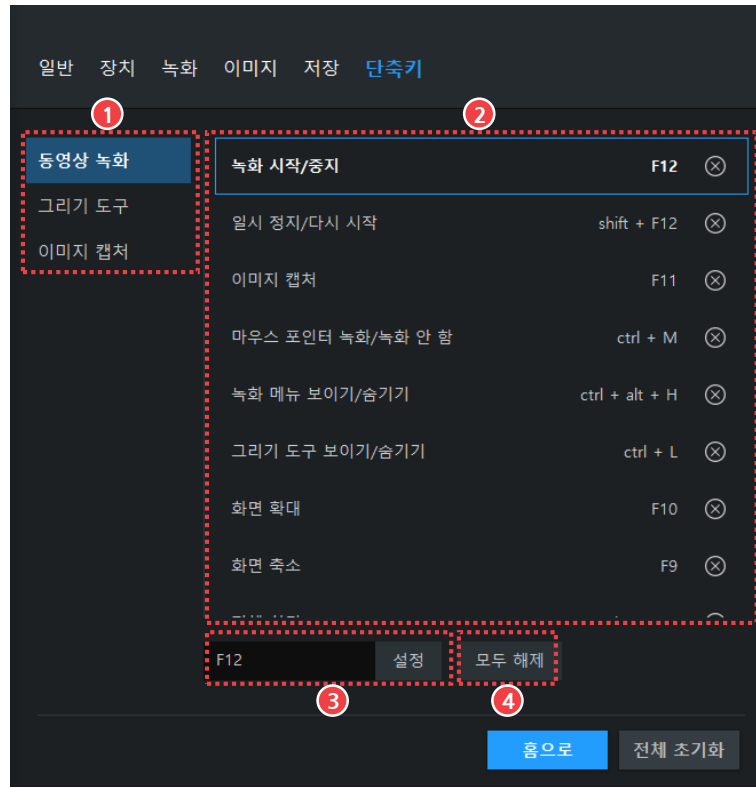 일반 장치 녹화 이미지 저장 단축키
1 2
동영상 녹화
그리기 도구
이미지 캡처
녹화 시작/중지 F12
일시 정지/다시 시작 shift + F12
이미지 캡처 F11
마우스 포인터 녹화/녹화 안 함 ctrl + M
녹화 메뉴 보이기/숨기기 ctrl + alt + H
그리기 도구 보이기/숨기기 ctrl + L
화면 확대 F10
화면 축소 F9
F12 설정 모두 해제
3 4
홈으로 전체 초기화